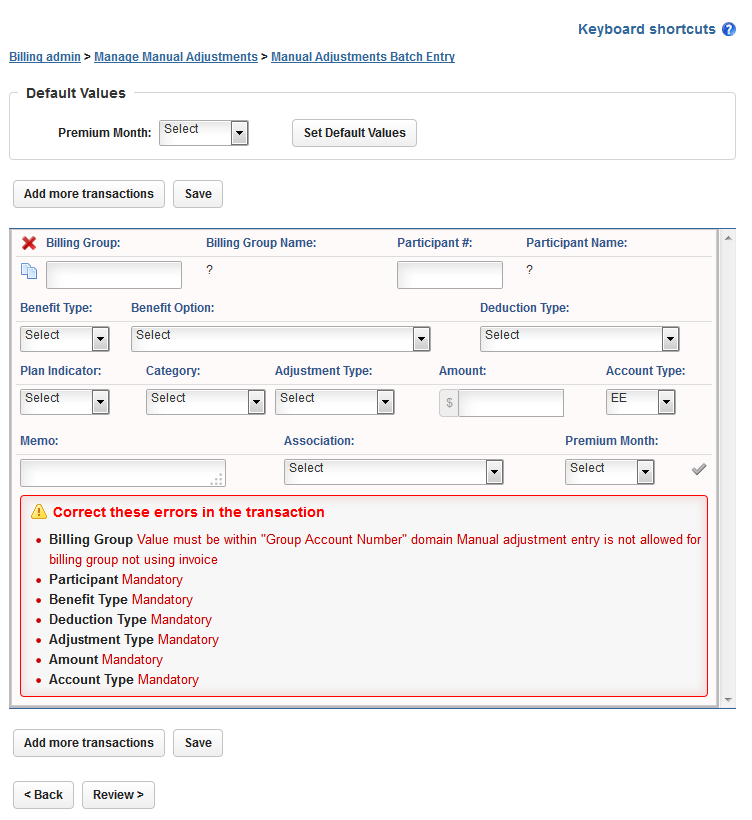 Keyboard shortcuts ?
Billing admin > Manage Manual Adjustments > Manual Adjustments Batch Entry
Default Values
Premium Month: Select Set Default Values
Add more transactions Save
Billing Group: Billing Group Name: Participant #: Participant Name:
? ?
Benefit Type: Benefit Option: Deduction Type:
Select Select Select
Plan Indicator: Category: Adjustment Type: Amount: Account Type:
Select Select Select $ EE
Memo: Association: Premium Month:
Select Select
Correct these errors in the transaction
• Billing Group Value must be within "Group Account Number" domain Manual adjustment entry is not allowed for
billing group not using invoice
• Participant Mandatory
• Benefit Type Mandatory
• Deduction Type Mandatory
• Adjustment Type Mandatory
• Amount Mandatory
• Account Type Mandatory
Add more transactions Save
< Back Review >